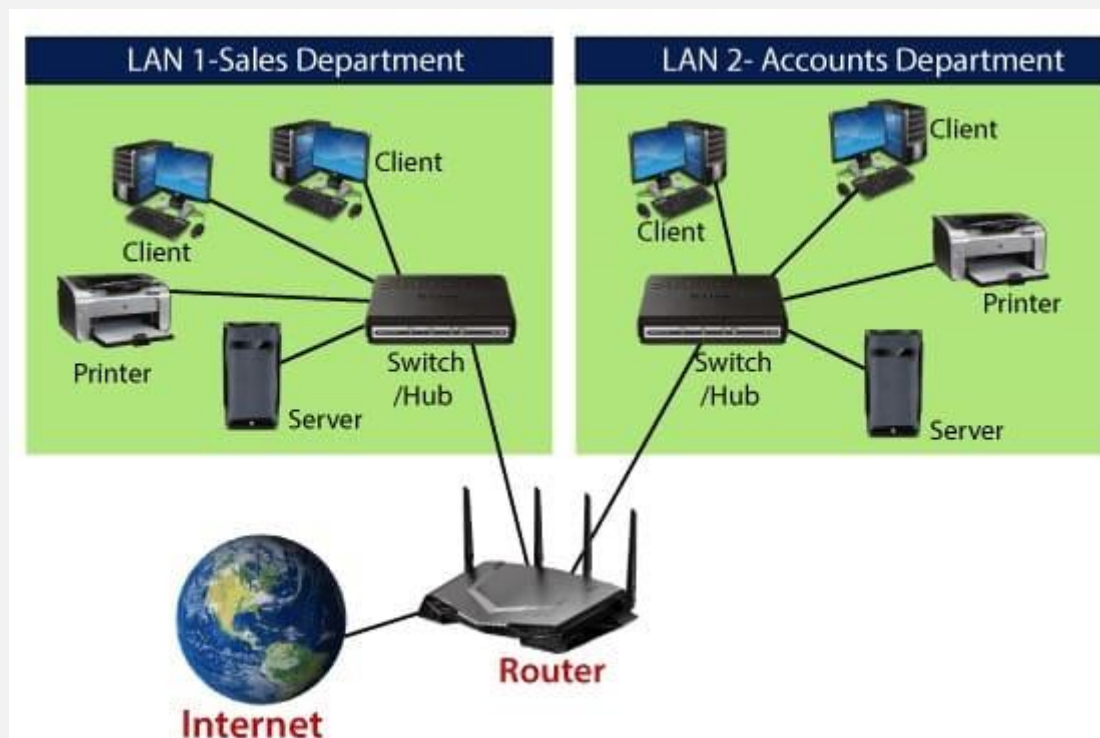 LAN 1-Sales Department
LAN 2- Accounts Department
Client
Client
Printer
Server
Switch
/Hub
Client
Client
Printer
Server
Switch
/Hub
Router
Internet